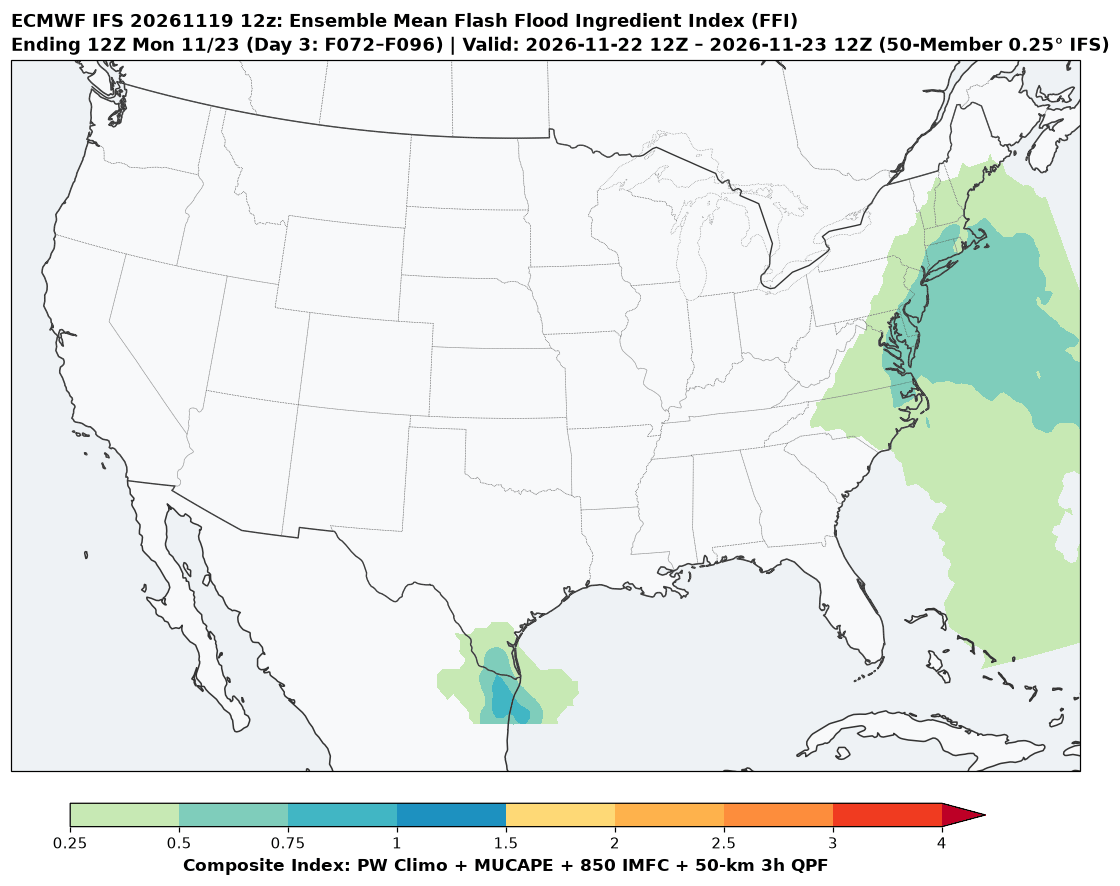 ECMWF IFS 20261119 12z: Ensemble Mean Flash Flood Ingredient Index (FFI)
Ending 12Z Mon 11/23 (Day 3: F072–F096) | Valid: 2026-11-22 12Z – 2026-11-23 12Z (50-Member 0.25° IFS)
0.25 0.5 0.75 1 1.5 2 2.5 3 4
Composite Index: PW Climo + MUCAPE + 850 IMFC + 50-km 3h QPF